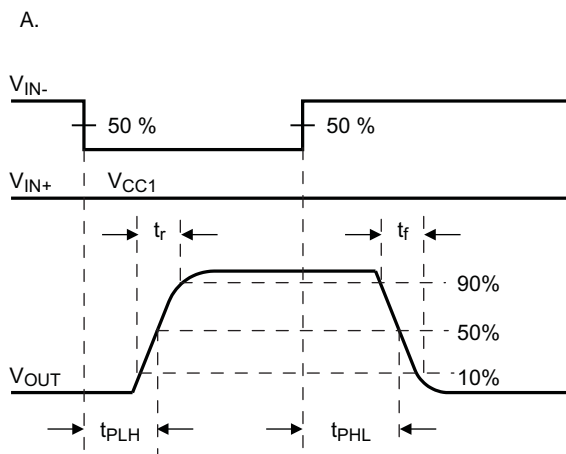 A.
VIN-
50 % 50 %
VIN+ VCC1
tr tf
90%
50%
VOUT 10%
tPLH tPHL